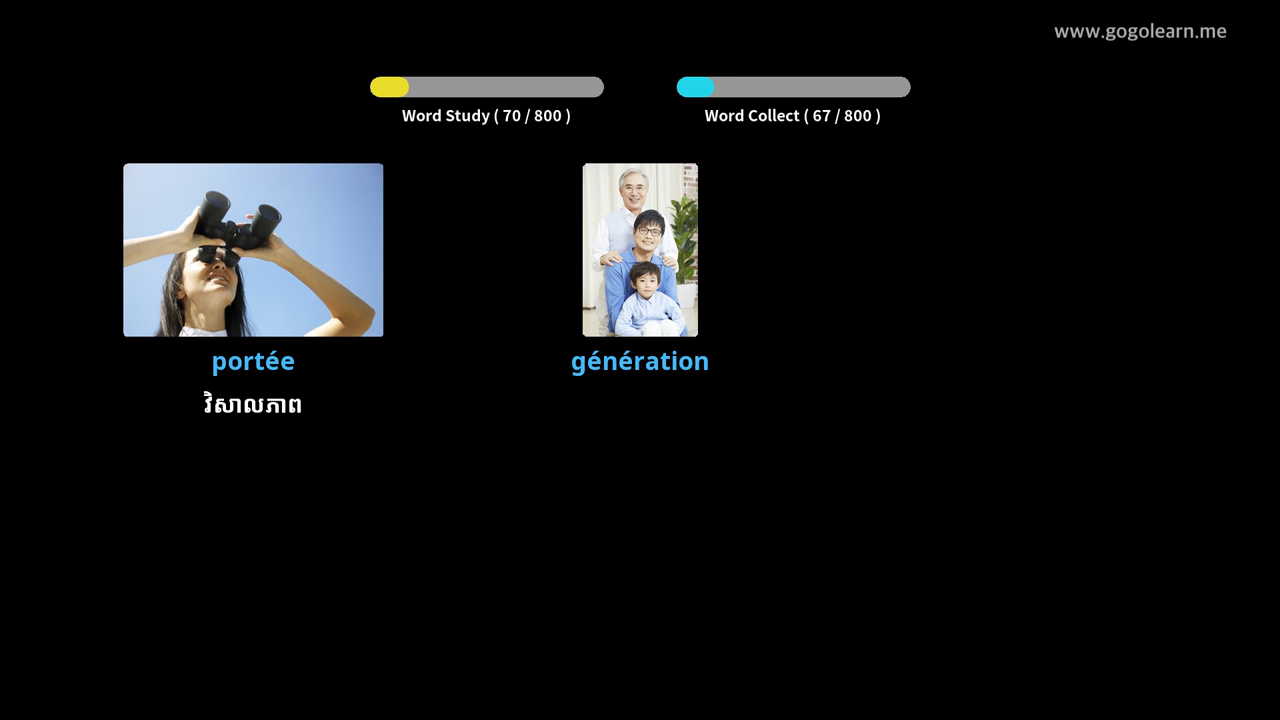 www.gogolearn.me
Word Study ( 70 / 800 )
Word Collect ( 67 / 800 )
portée
génération
វិសាលភាព